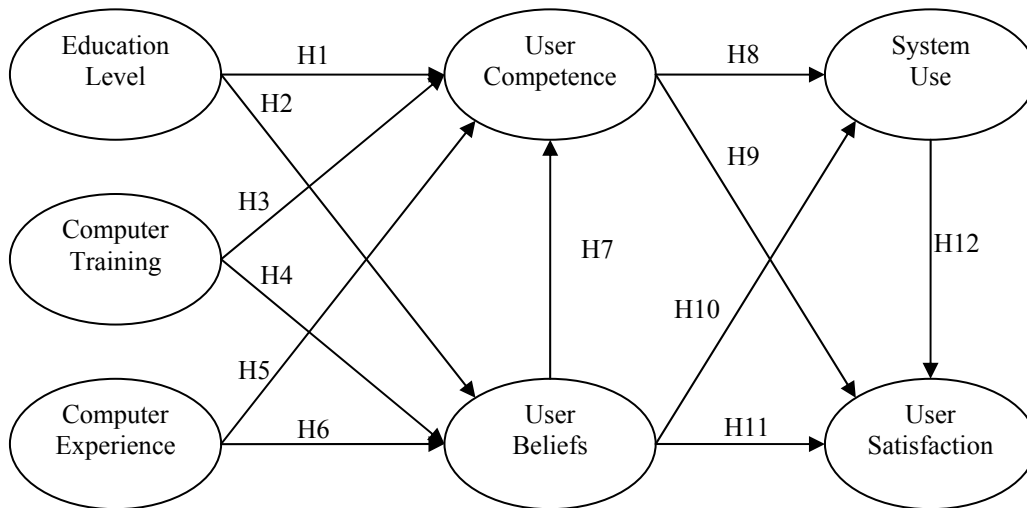 Education
Level
H1
User
Competence
H8
System
Use
H2
H9
H3
Computer
Training
H4
H7
H12
H10
H5
Computer
Experience
H6
User
Beliefs
H11
User
Satisfaction